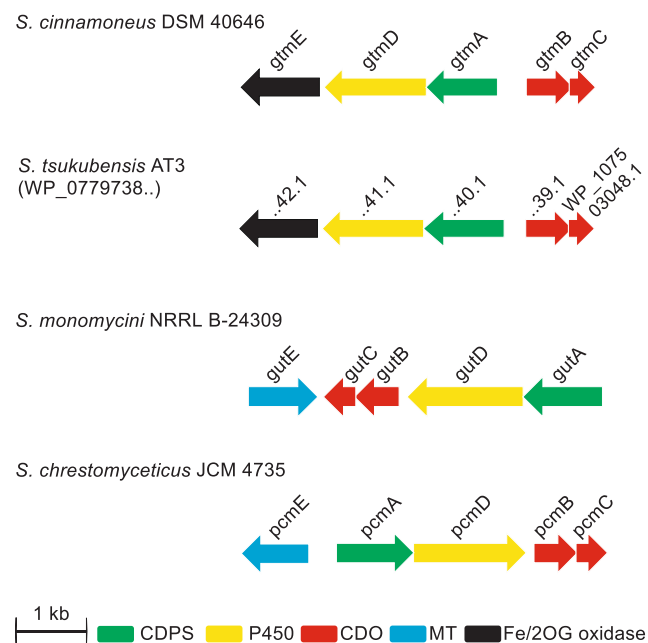 S. cinnamoneus DSM 40646
gtmE gtmD gtmA gtmB gtmC
S. tsukubensis AT3
(WP_0779738..)
..42.1 ..41.1 ..40.1 ..39.1 WP_1075
03048.1
S. monomycini NRRL B-24309
gutE gutC gutB gutD gutA
S. chrestomyceticus JCM 4735
pcmE pcmA pcmD pcmB pcmC
1 kb
CDPS P450 CDO MT Fe/2OG oxidase